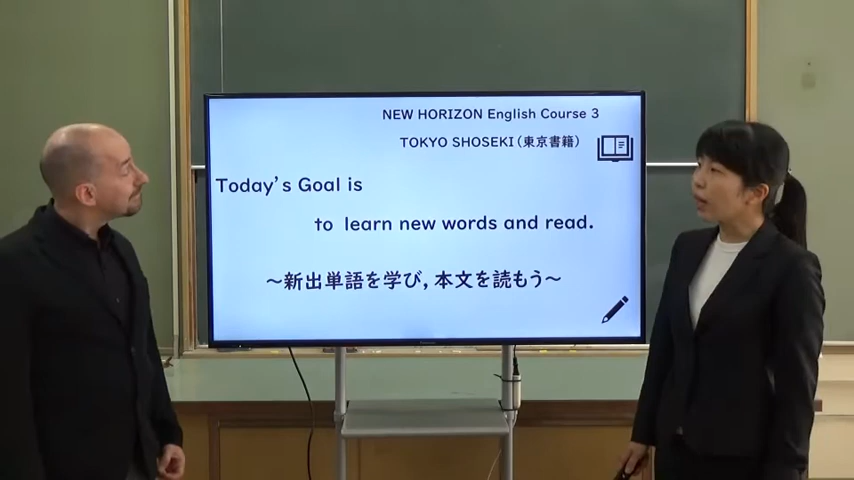 NEW HORIZON English Course 3
TOKYO SHOSEKI(東京書籍)
Today's Goal is
to learn new words and read.
～新出単語を学び,本文を読もう～